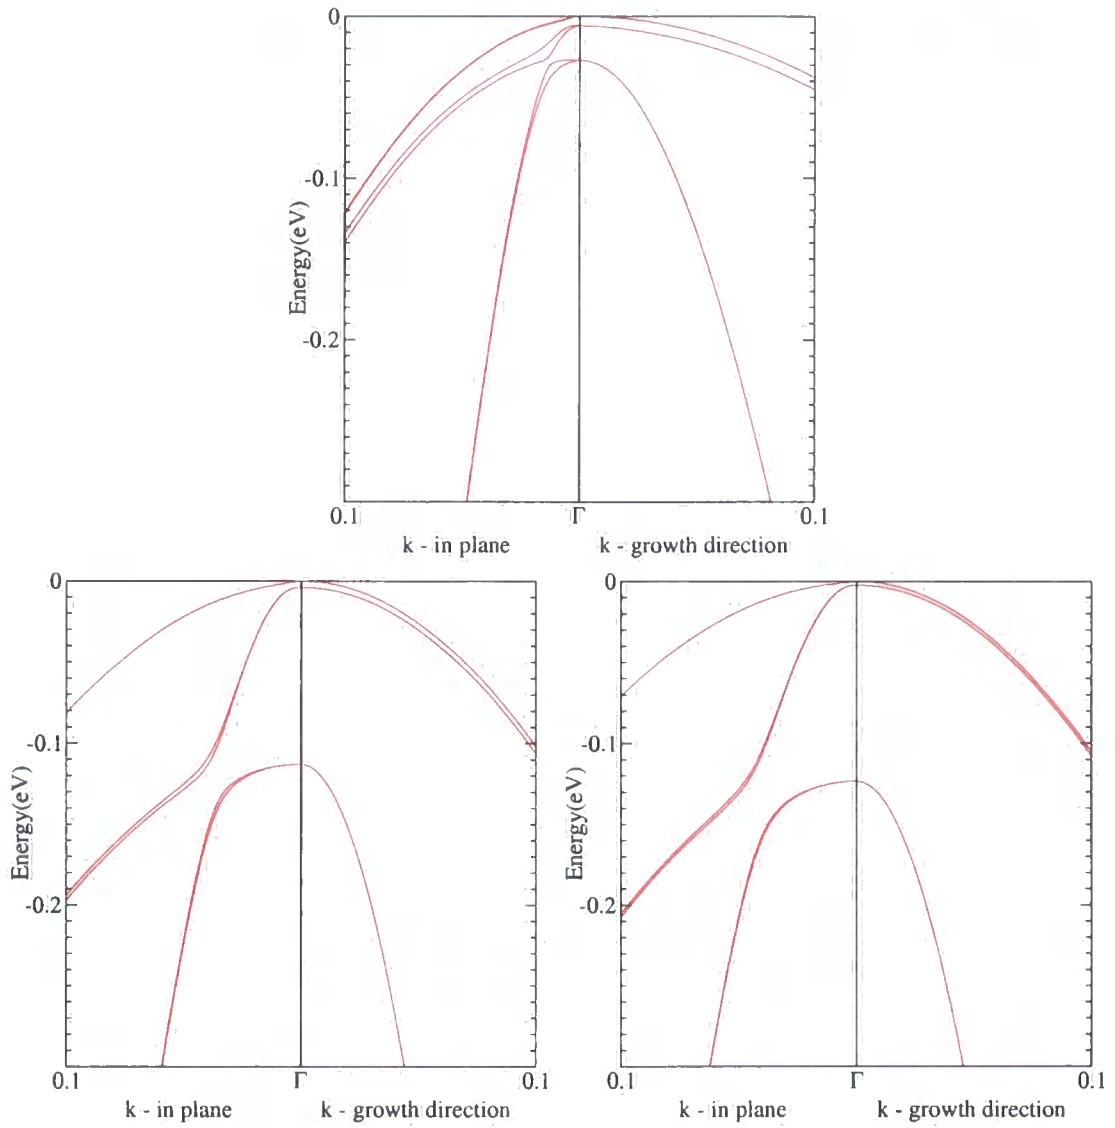 0
-0.1
-0.2
Energy(eV)
0.1 Γ 0.1
k - in plane k - growth direction
0 0
-0.1 -0.1
-0.2 -0.2
Energy(eV) Energy(eV)
0.1 Γ 0.1 0.1 Γ 0.1
k - in plane k - growth direction k - in plane k - growth direction